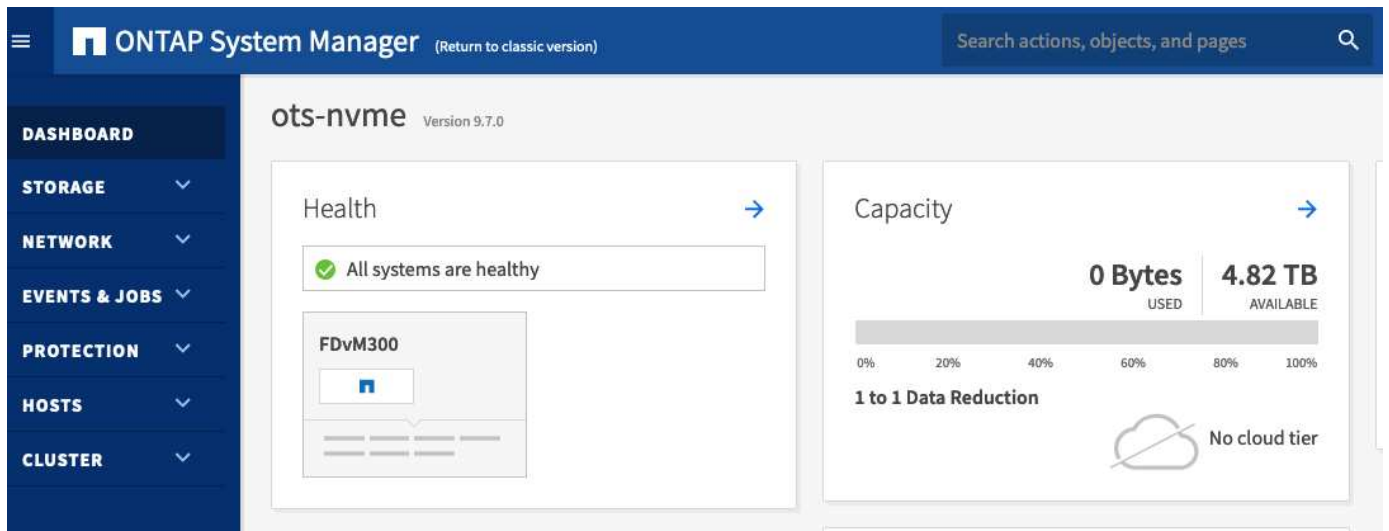 ONTAP System Manager (Return to classic version)
Search actions, objects, and pages
DASHBOARD
STORAGE
NETWORK
EVENTS & JOBS
PROTECTION
HOSTS
CLUSTER
ots-nvme Version 9.7.0
Health
All systems are healthy
FDvM300
Capacity
0 Bytes 4.82 TB
USED AVAILABLE
0% 20% 40% 60% 80% 100%
1 to 1 Data Reduction
No cloud tier